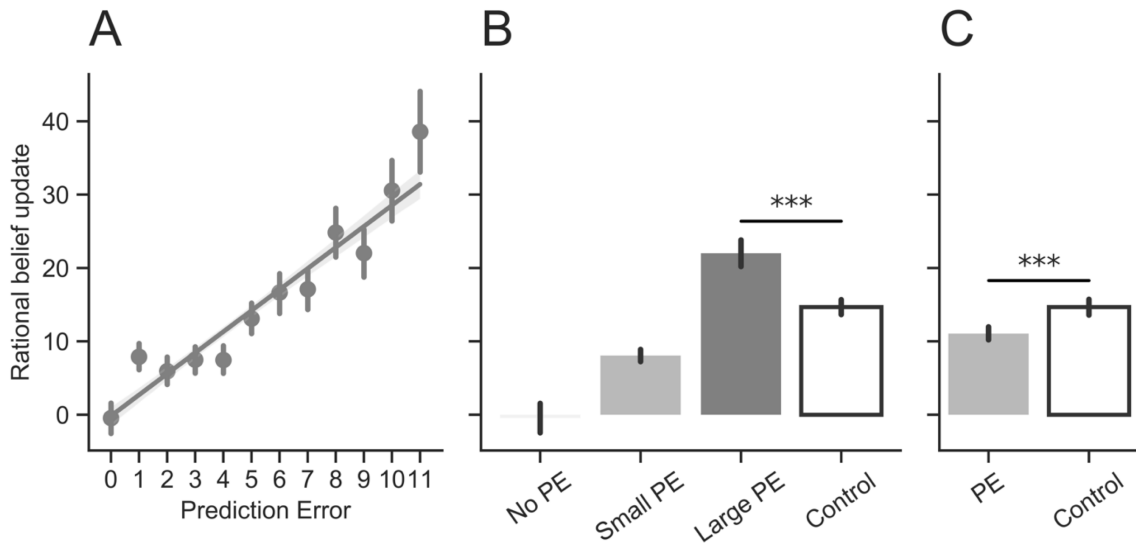 A
B
C
Rational belief update
40
30
20
10
0
0 1 2 3 4 5 6 7 8 9 10 11
Prediction Error
***
No PE
Small PE
Large PE
Control
***
PE
Control